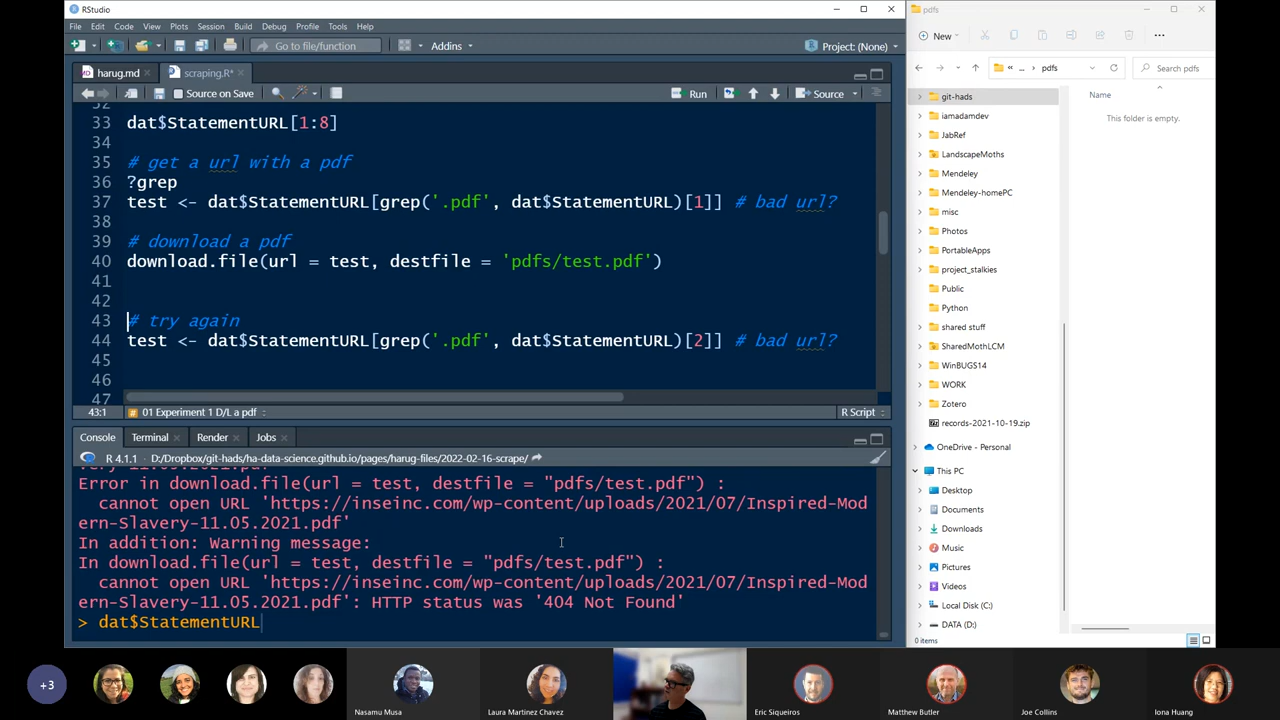 RStudio
File Edit Code View Plots Session Build Debug Profile Tools Help
Go to file/function Addins Project: (None)
harug.md scraping.R*
Source on Save Run Source
32
33 dat$StatementURL[1:8]
34
35 # get a url with a pdf
36 ?grep
37 test <- dat$StatementURL[grep('.pdf', dat$StatementURL)[1]] # bad url?
38
39 # download a pdf
40 download.file(url = test, destfile = 'pdfs/test.pdf')
41
42
43 # try again
44 test <- dat$StatementURL[grep('.pdf', dat$StatementURL)[2]] # bad url?
45
46
47
43:1 01 Experiment 1 D/L a pdf R Script
Console Terminal Render Jobs
R 4.1.1 D:/Dropbox/git-hads/ha-data-science.github.io/pages/harug-files/2022-02-16-scrape/
very-11.05.2021.pdf'
Error in download.file(url = test, destfile = "pdfs/test.pdf") :
cannot open URL 'https://inseinc.com/wp-content/uploads/2021/07/Inspired-Mod
ern-Slavery-11.05.2021.pdf'
In addition: Warning message:
In download.file(url = test, destfile = "pdfs/test.pdf") :
cannot open URL 'https://inseinc.com/wp-content/uploads/2021/07/Inspired-Mod
ern-Slavery-11.05.2021.pdf': HTTP status was '404 Not Found'
> dat$StatementURL
pdfs
New
« ... pdfs Search pdfs
git-hads
iamadamdev
JabRef
LandscapeMoths
Mendeley
Mendeley-homePC
misc
Photos
PortableApps
project_stalkies
Public
Python
shared stuff
SharedMothLCM
WinBUGS14
WORK
Zotero
records-2021-10-19.zip
OneDrive - Personal
This PC
Desktop
Documents
Downloads
Music
Pictures
Videos
Local Disk (C:)
DATA (D:)
Name
This folder is empty.
0 items
+3
Nasamu Musa
Laura Martinez Chavez
Eric Siqueiros
Matthew Butler
Joe Collins
Iona Huang